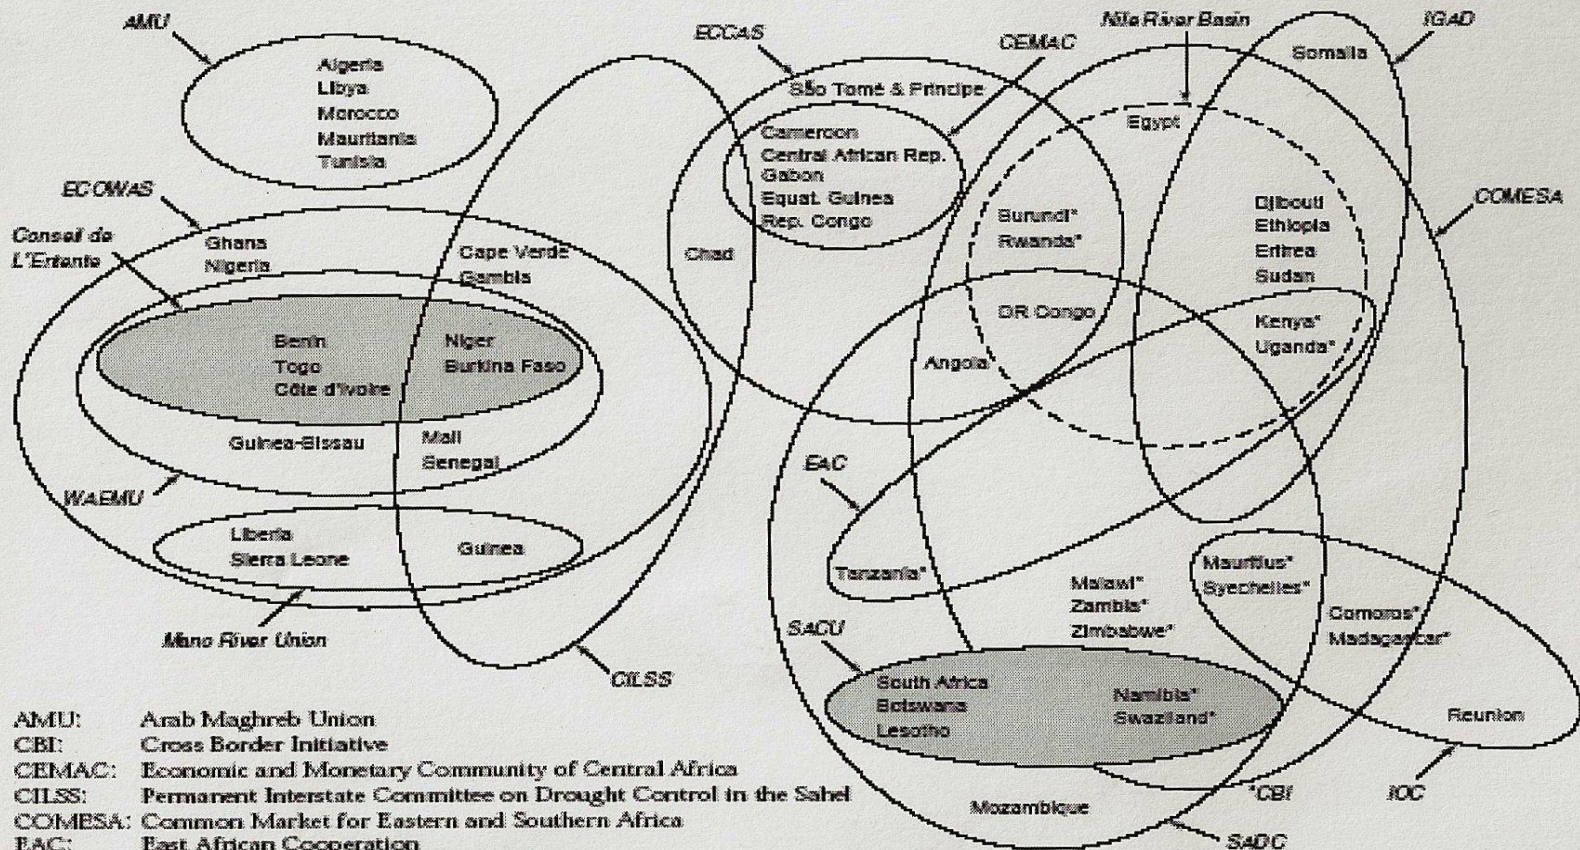 AMU
Algeria
Libya
Morocco
Mauritania
Tunisia
ECCAS
CEMAC
São Tomé & Principe
Cameroon
Central African Rep.
Gabon
Equat. Guinea
Rep. Congo
Nile River Basin
IGAD
Somalia
Egypt
COMESA
Djibouti
Ethiopia
Eritrea
Sudan
Burundi*
Rwanda*
DR Congo
Kenya*
Uganda*
Angola
Chad
ECOWAS
Conseil de
L'Entente
Ghana
Nigeria
Cape Verde
Gambia
Benin
Togo
Côte d'Ivoire
Niger
Burkina Faso
Guinea-Bissau
Mali
Senegal
WAEMU
Liberia
Sierra Leone
Guinea
Mano River Union
CILSS
EAC
Tanzania*
Malawi*
Zambia*
Zimbabwe*
Mauritius*
Syechelles*
Comoros*
Madagascar*
Reunion
SACU
South Africa
Botswana
Lesotho
Namibia*
Swaziland*
Mozambique
*CBI
IOC
SADC
AMU: Arab Maghreb Union
CBI: Cross Border Initiative
CEMAC: Economic and Monetary Community of Central Africa
CILSS: Permanent Interstate Committee on Drought Control in the Sahel
COMESA: Common Market for Eastern and Southern Africa
EAC: East African Cooperation